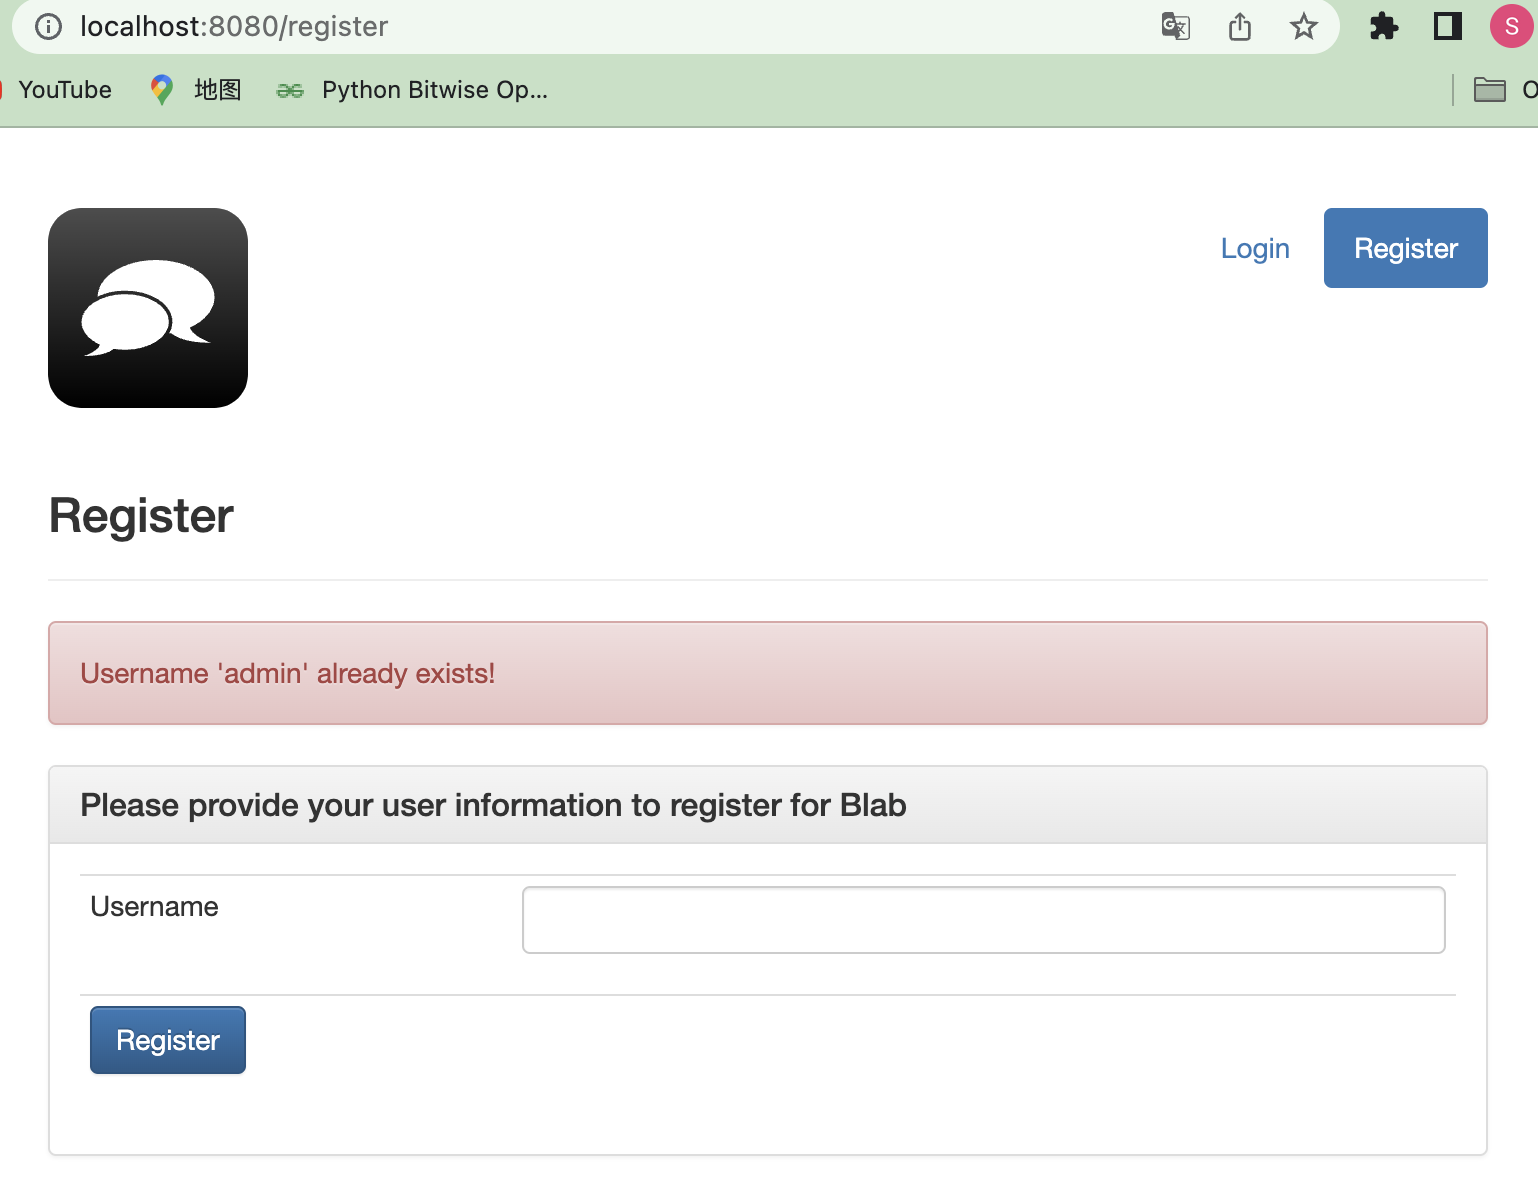 localhost:8080/register
S
YouTube
地图
Python Bitwise Op...
O
Login
Register
Register
Username 'admin' already exists!
Please provide your user information to register for Blab
Username
Register